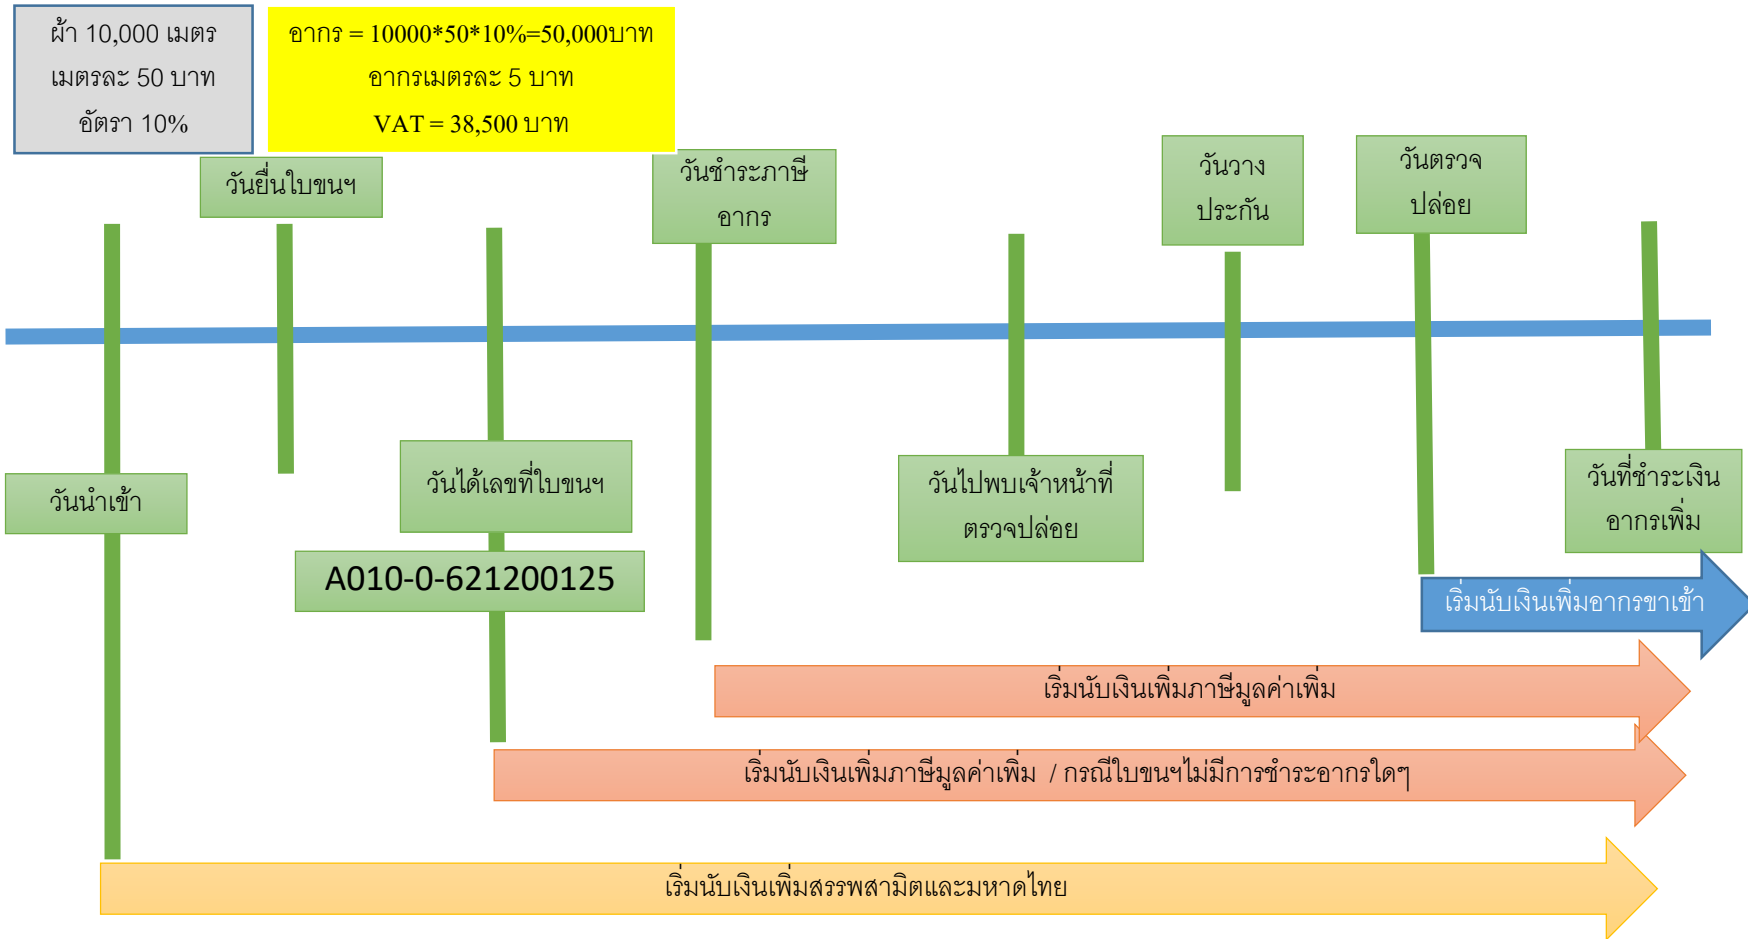 ผ้า 10,000 เมตร
เมตรละ 50 บาท
อัตรา 10%
อากร = 10000*50*10%=50,000บาท
อากรเมตรละ 5 บาท
VAT = 38,500 บาท
วันยื่นใบขนฯ
วันชำระภาษี
อากร
วันวาง
ประกัน
วันตรวจ
ปล่อย
วันนำเข้า
วันได้เลขที่ใบขนฯ
A010-0-621200125
วันไปพบเจ้าหน้าที่
ตรวจปล่อย
วันที่ชำระเงิน
อากรเพิ่ม
เริ่มนับเงินเพิ่มอากรขาเข้า
เริ่มนับเงินเพิ่มภาษีมูลค่าเพิ่ม
เริ่มนับเงินเพิ่มภาษีมูลค่าเพิ่ม / กรณีใบขนฯไม่มีการชำระอากรใดๆ
เริ่มนับเงินเพิ่มสรรพสามิตและมหาดไทย